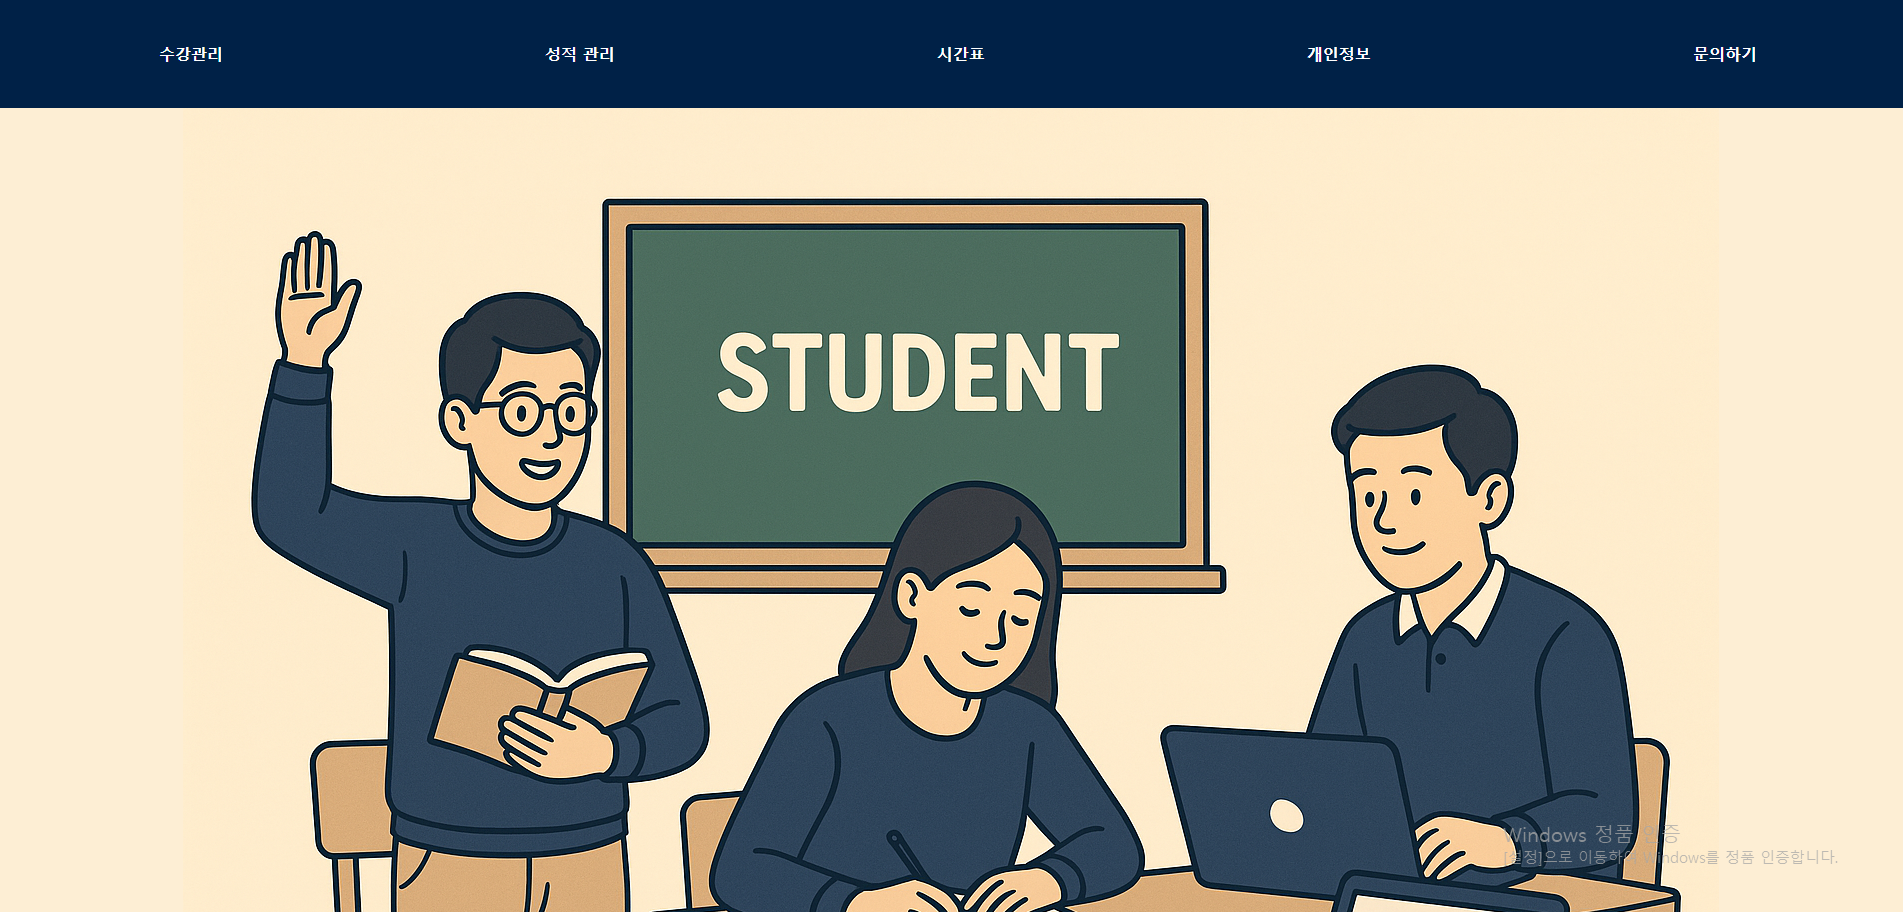 수강관리
성적 관리
시간표
개인정보
문의하기
STUDENT
Windows 정품 인증
[설정]으로 이동하여 Windows를 정품 인증합니다.